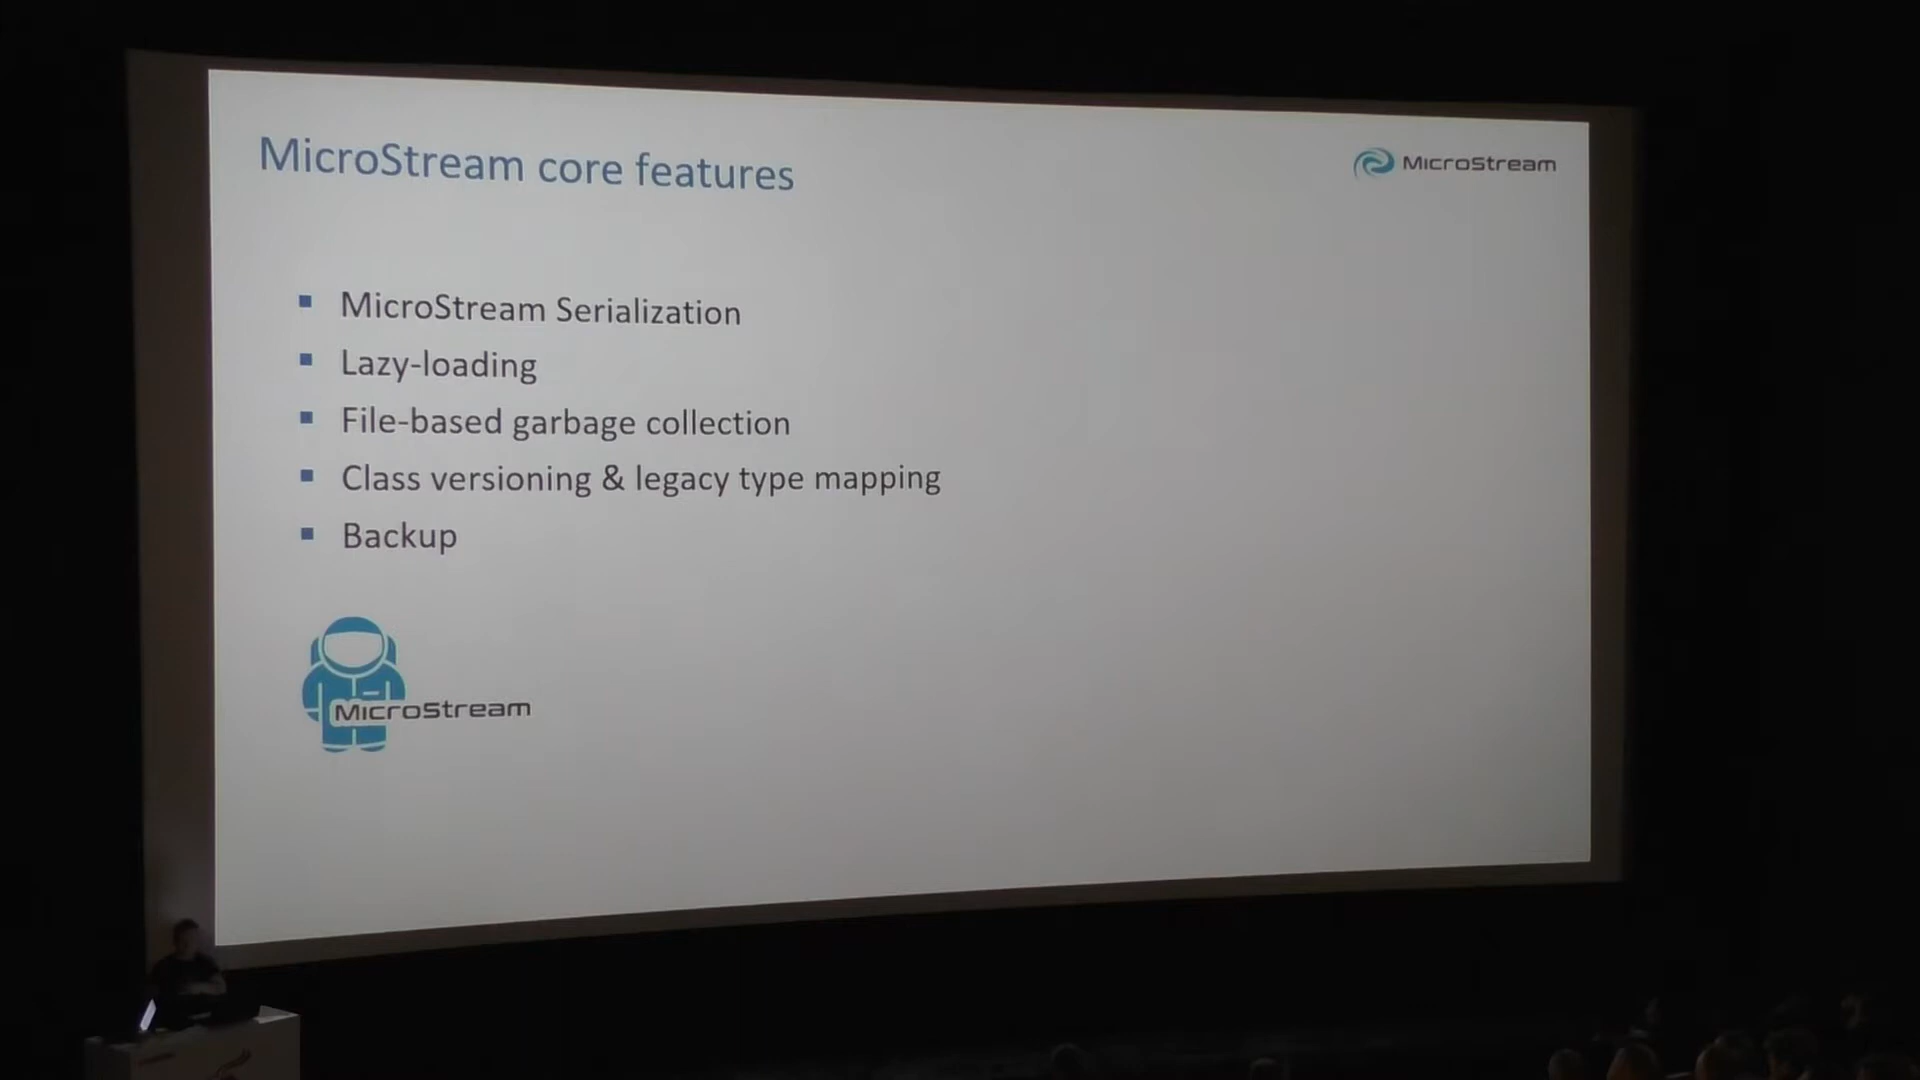 MicroStream core features
MicroStream
MicroStream Serialization
Lazy-loading
File-based garbage collection
Class versioning & legacy type mapping
Backup
MicroStream